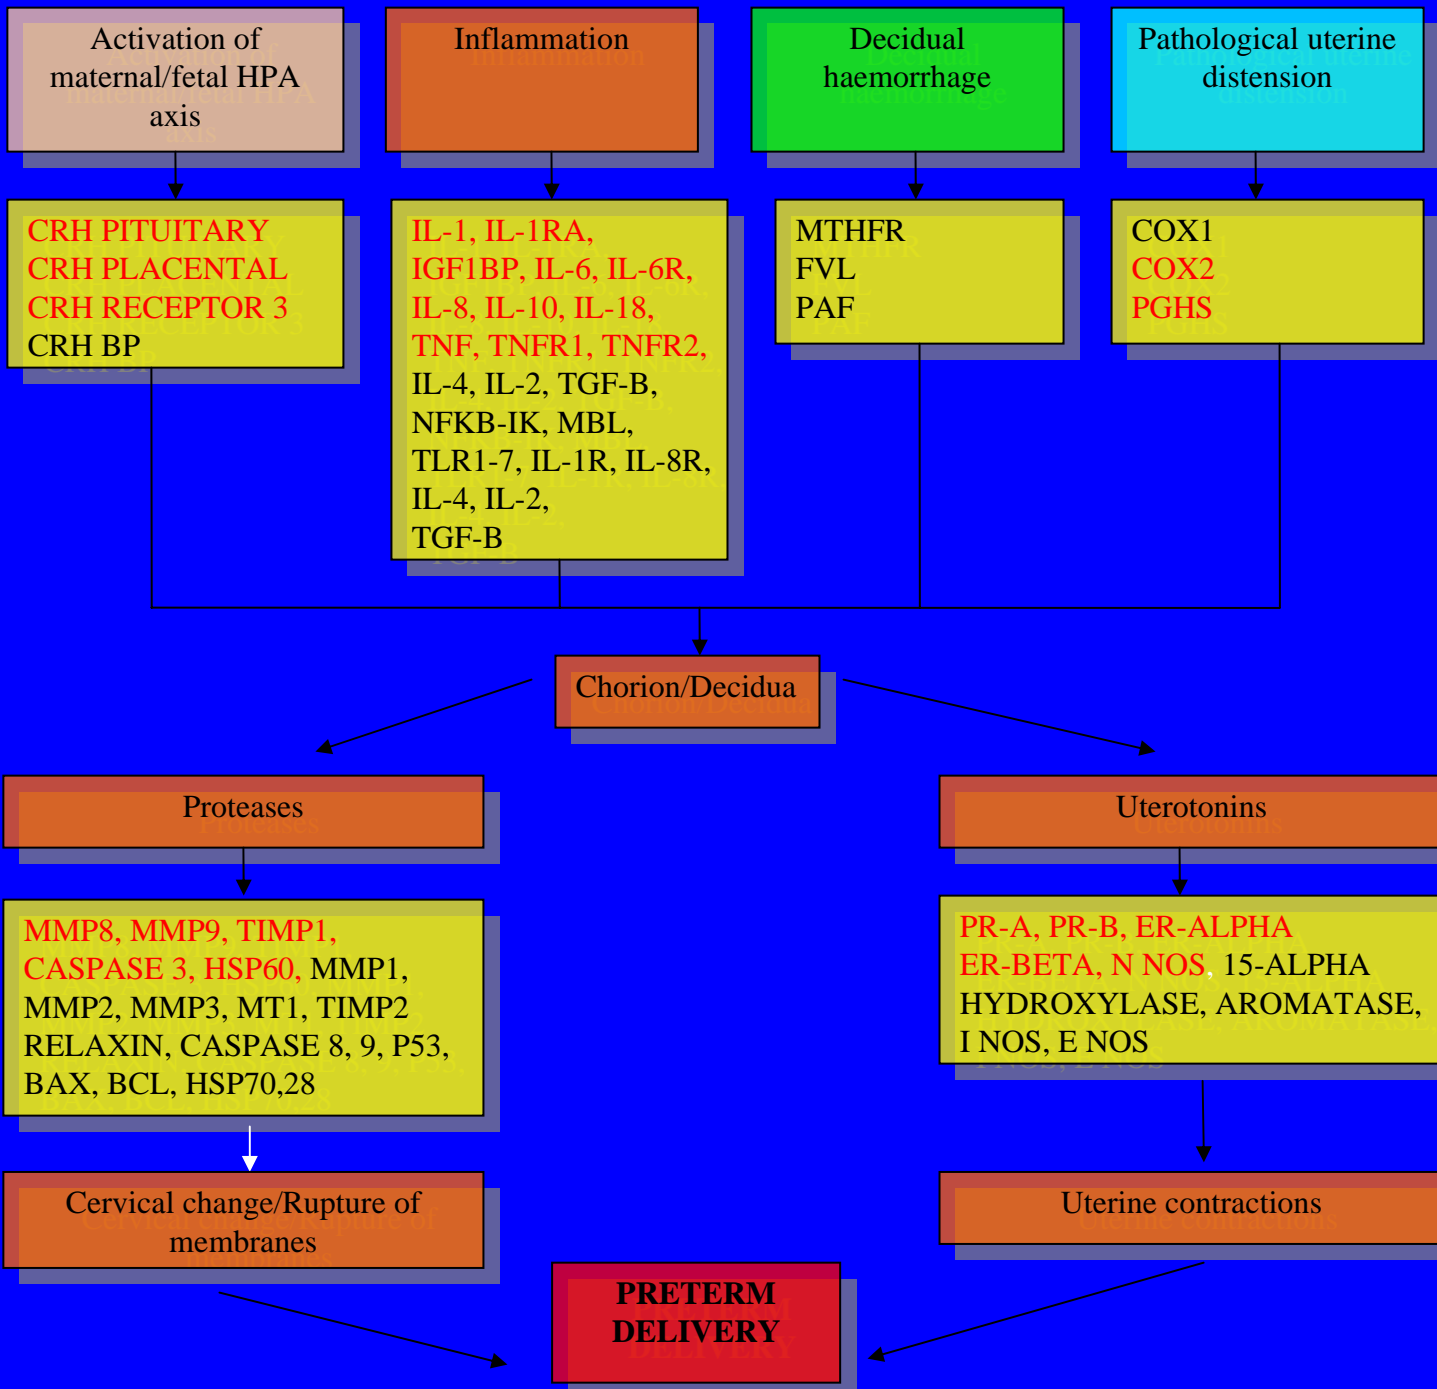 Activation of
maternal/fetal HPA
axis
Inflammation
Decidual
haemorrhage
Pathological uterine
distension
CRH PITUITARY
CRH PLACENTAL
CRH RECEPTOR 3
CRH BP
IL-1, IL-1RA,
IGF1BP, IL-6, IL-6R,
IL-8, IL-10, IL-18,
TNF, TNFR1, TNFR2,
IL-4, IL-2, TGF-B,
NFKB-IK, MBL,
TLR1-7, IL-1R, IL-8R,
IL-4, IL-2,
TGF-B
MTHFR
FVL
PAF
COX1
COX2
PGHS
Chorion/Decidua
Proteases
Uterotonins
MMP8, MMP9, TIMP1,
CASPASE 3, HSP60, MMP1,
MMP2, MMP3, MT1, TIMP2
RELAXIN, CASPASE 8, 9, P53,
BAX, BCL, HSP70,28
PR-A, PR-B, ER-ALPHA
ER-BETA, N NOS, 15-ALPHA
HYDROXYLASE, AROMATASE,
I NOS, E NOS
Cervical change/Rupture of
membranes
Uterine contractions
PRETERM
DELIVERY